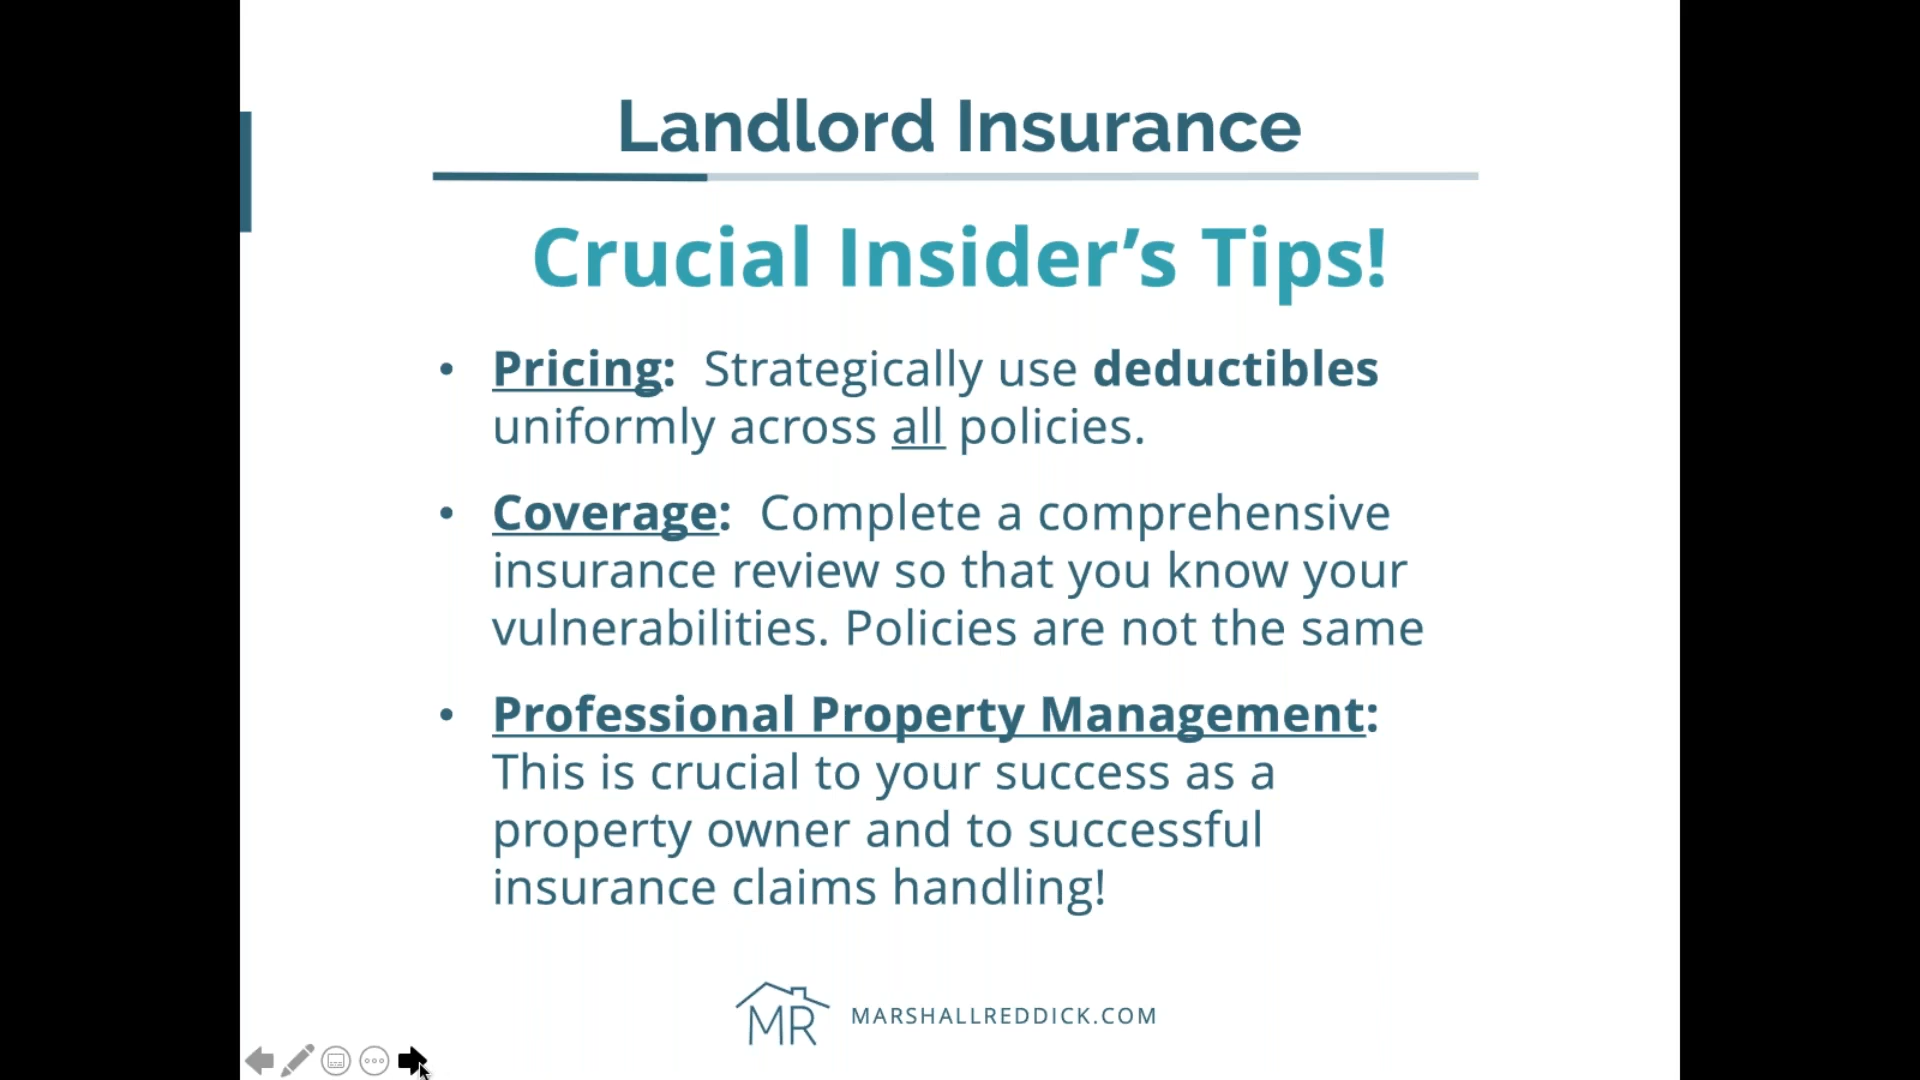 Landlord Insurance
Crucial Insider’s Tips!
• Pricing: Strategically use deductibles
uniformly across all policies.
• Coverage: Complete a comprehensive
insurance review so that you know your
vulnerabilities. Policies are not the same
• Professional Property Management:
This is crucial to your success as a
property owner and to successful
insurance claims handling!
MR MARSHALLREDDICK.COM